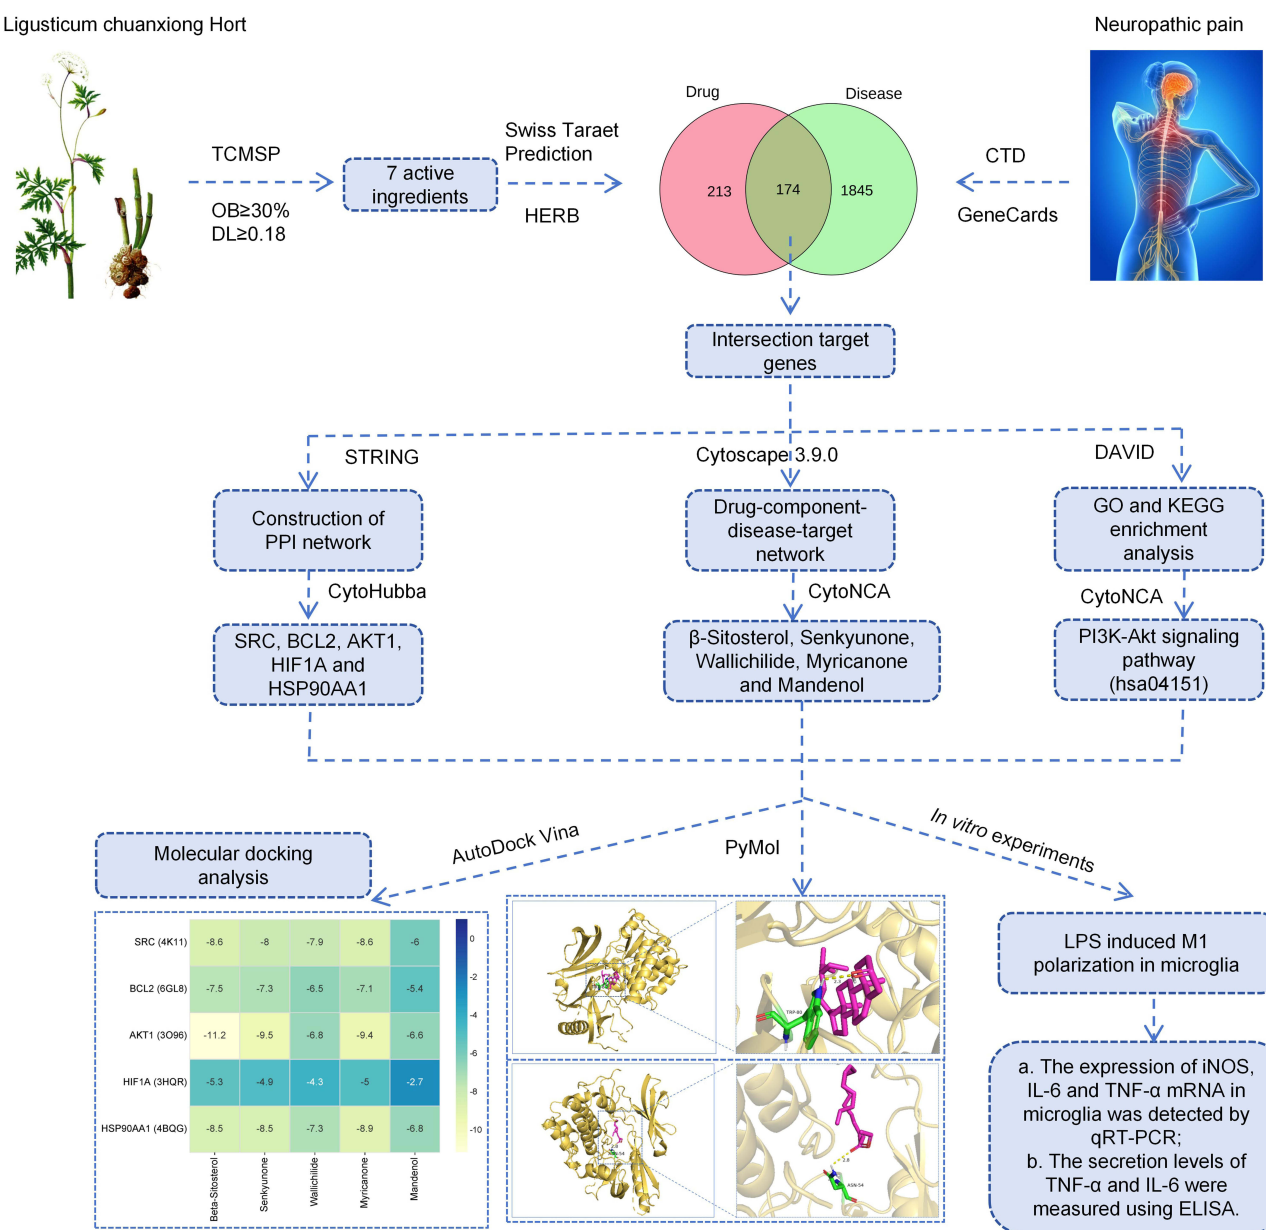 Ligusticum chuanxiong Hort
Neuropathic pain
TCMSP
OB≥30%
DL≥0.18
7 active
ingredients
Swiss Taraet
Prediction
HERB
Drug
Disease
213
174
1845
CTD
GeneCards
Intersection target
genes
STRING
Cytoscape 3.9.0
DAVID
Construction of
PPI network
Drug-component-
disease-target
network
GO and KEGG
enrichment
analysis
CytoHubba
CytoNCA
CytoNCA
SRC, BCL2, AKT1,
HIF1A and
HSP90AA1
β-Sitosterol, Senkyunone,
Wallichilide, Myricanone
and Mandenol
PI3K-Akt signaling
pathway
(hsa04151)
AutoDock Vina
PyMol
In vitro experiments
Molecular docking
analysis
SRC (4K11) -8.6 -8 -7.9 -8.6 -6
BCL2 (6GL8) -7.5 -7.3 -6.5 -7.1 -5.4
AKT1 (3O96) -11.2 -9.5 -6.8 -9.4 -6.6
HIF1A (3HQR) -5.3 -4.9 -4.3 -5 -2.7
HSP90AA1 (4BQG) -8.5 -8.5 -7.3 -8.9 -6.8
Beta-Sitosterol
Senkyunone
Wallichilide
Myricanone
Mandenol
0
-2
-4
-6
-8
-10
TRP-80
ASN-54
2.8
LPS induced M1
polarization in microglia
a. The expression of iNOS,
IL-6 and TNF-α mRNA in
microglia was detected by
qRT-PCR;
b. The secretion levels of
TNF-α and IL-6 were
measured using ELISA.